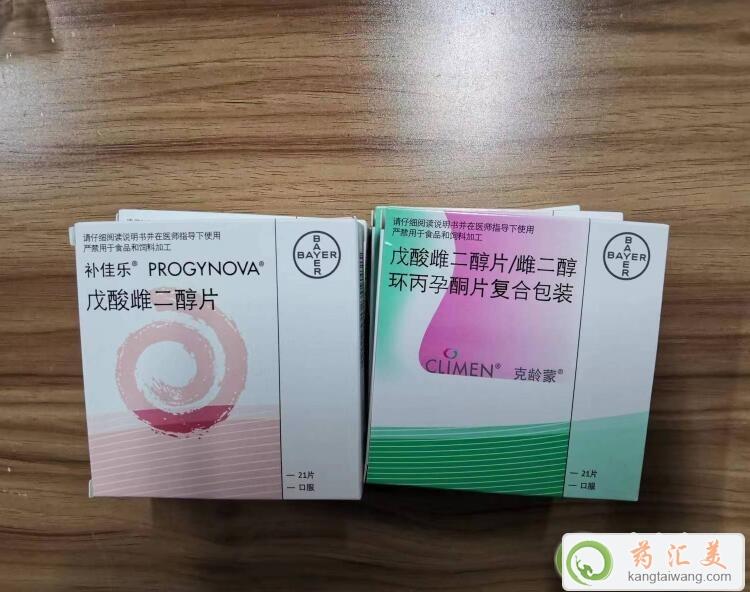 请仔细阅读说明书并在医师指导下使用
严禁用于食品和饲料加工
补佳乐® PROGYNOVA®
戊酸雌二醇片
BAYER
BAYER
21片
口服
请仔细阅读说明书并在医师指导下使用
严禁用于食品和饲料加工
戊酸雌二醇片/雌二醇
环丙孕酮片复合包装
CLIMEN® 克龄蒙®
BAYER
BAYER
21片
口服
药汇美
kangtaiwang.com